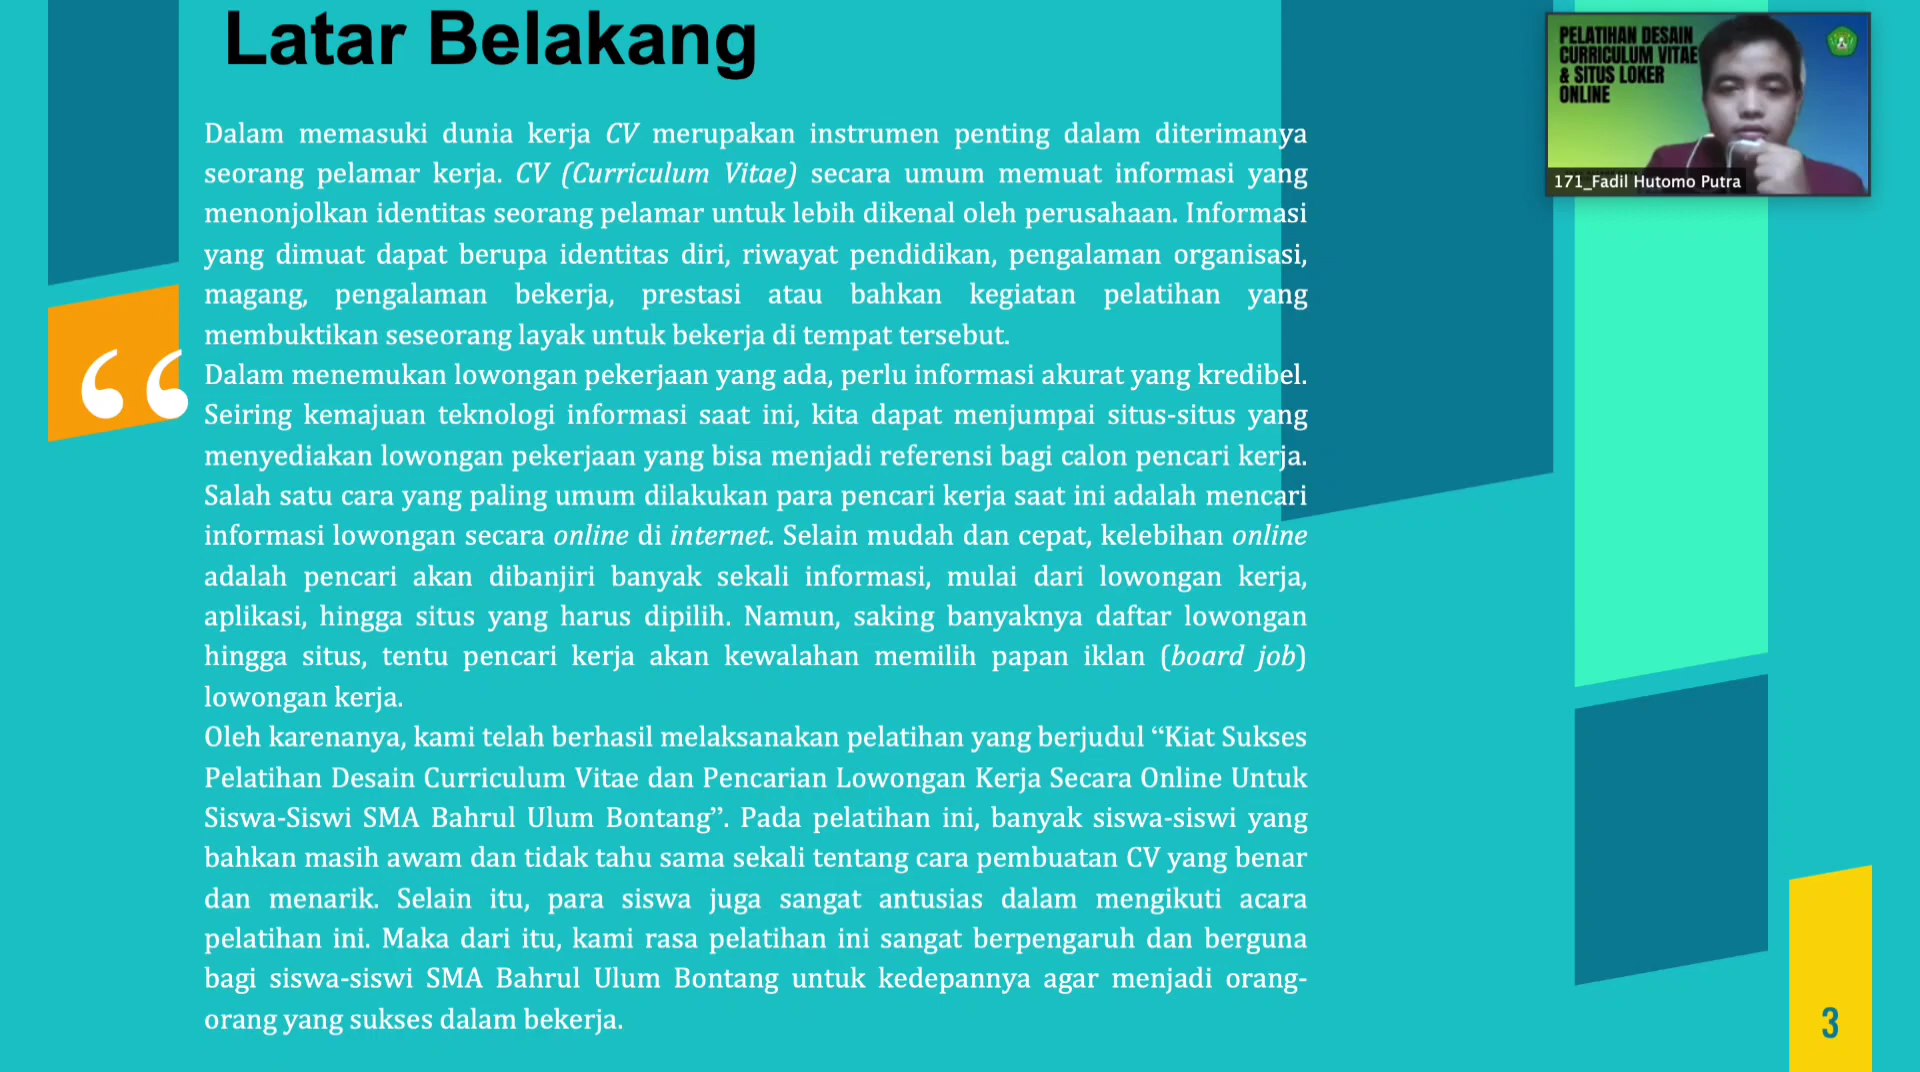 Latar Belakang
Dalam memasuki dunia kerja CV merupakan instrumen penting dalam diterimanya
seorang pelamar kerja. CV (Curriculum Vitae) secara umum memuat informasi yang
menonjolkan identitas seorang pelamar untuk lebih dikenal oleh perusahaan. Informasi
yang dimuat dapat berupa identitas diri, riwayat pendidikan, pengalaman organisasi,
magang, pengalaman bekerja, prestasi atau bahkan kegiatan pelatihan yang
membuktikan seseorang layak untuk bekerja di tempat tersebut.
Dalam menemukan lowongan pekerjaan yang ada, perlu informasi akurat yang kredibel.
Seiring kemajuan teknologi informasi saat ini, kita dapat menjumpai situs-situs yang
menyediakan lowongan pekerjaan yang bisa menjadi referensi bagi calon pencari kerja.
Salah satu cara yang paling umum dilakukan para pencari kerja saat ini adalah mencari
informasi lowongan secara online di internet. Selain mudah dan cepat, kelebihan online
adalah pencari akan dibanjiri banyak sekali informasi, mulai dari lowongan kerja,
aplikasi, hingga situs yang harus dipilih. Namun, saking banyaknya daftar lowongan
hingga situs, tentu pencari kerja akan kewalahan memilih papan iklan (board job)
lowongan kerja.
Oleh karenanya, kami telah berhasil melaksanakan pelatihan yang berjudul “Kiat Sukses
Pelatihan Desain Curriculum Vitae dan Pencarian Lowongan Kerja Secara Online Untuk
Siswa-Siswi SMA Bahrul Ulum Bontang”. Pada pelatihan ini, banyak siswa-siswi yang
bahkan masih awam dan tidak tahu sama sekali tentang cara pembuatan CV yang benar
dan menarik. Selain itu, para siswa juga sangat antusias dalam mengikuti acara
pelatihan ini. Maka dari itu, kami rasa pelatihan ini sangat berpengaruh dan berguna
bagi siswa-siswi SMA Bahrul Ulum Bontang untuk kedepannya agar menjadi orang-
orang yang sukses dalam bekerja.
PELATIHAN DESAIN
CURRICULUM VITAE
& SITUS LOKER
ONLINE
171_Fadil Hutomo Putra
3